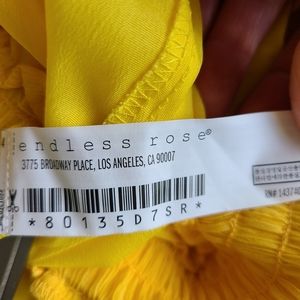 endless rose®
3775 BROADWAY PLACE, LOS ANGELES, CA 90007
*80135D7SR*